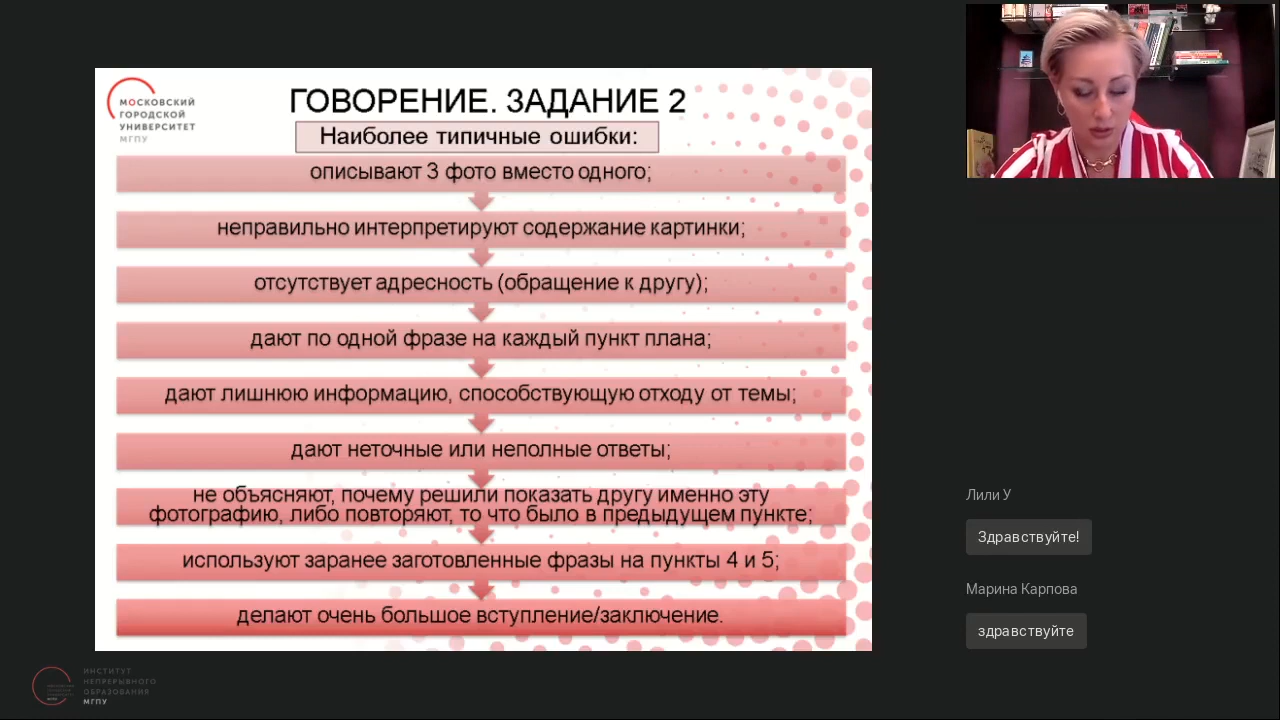 МОСКОВСКИЙ
ГОРОДСКОЙ
УНИВЕРСИТЕТ
МГПУ
ГОВОРЕНИЕ. ЗАДАНИЕ 2
Наиболее типичные ошибки:
описывают 3 фото вместо одного;
неправильно интерпретируют содержание картинки;
отсутствует адресность (обращение к другу);
дают по одной фразе на каждый пункт плана;
дают лишнюю информацию, способствующую отходу от темы;
дают неточные или неполные ответы;
не объясняют, почему решили показать другу именно эту
фотографию, либо повторяют, то что было в предыдущем пункте;
используют заранее заготовленные фразы на пункты 4 и 5;
делают очень большое вступление/заключение.
Лили У
Здравствуйте!
Марина Карпова
здравствуйте
ИНСТИТУТ
НЕПРЕРЫВНОГО
ОБРАЗОВАНИЯ
МГПУ